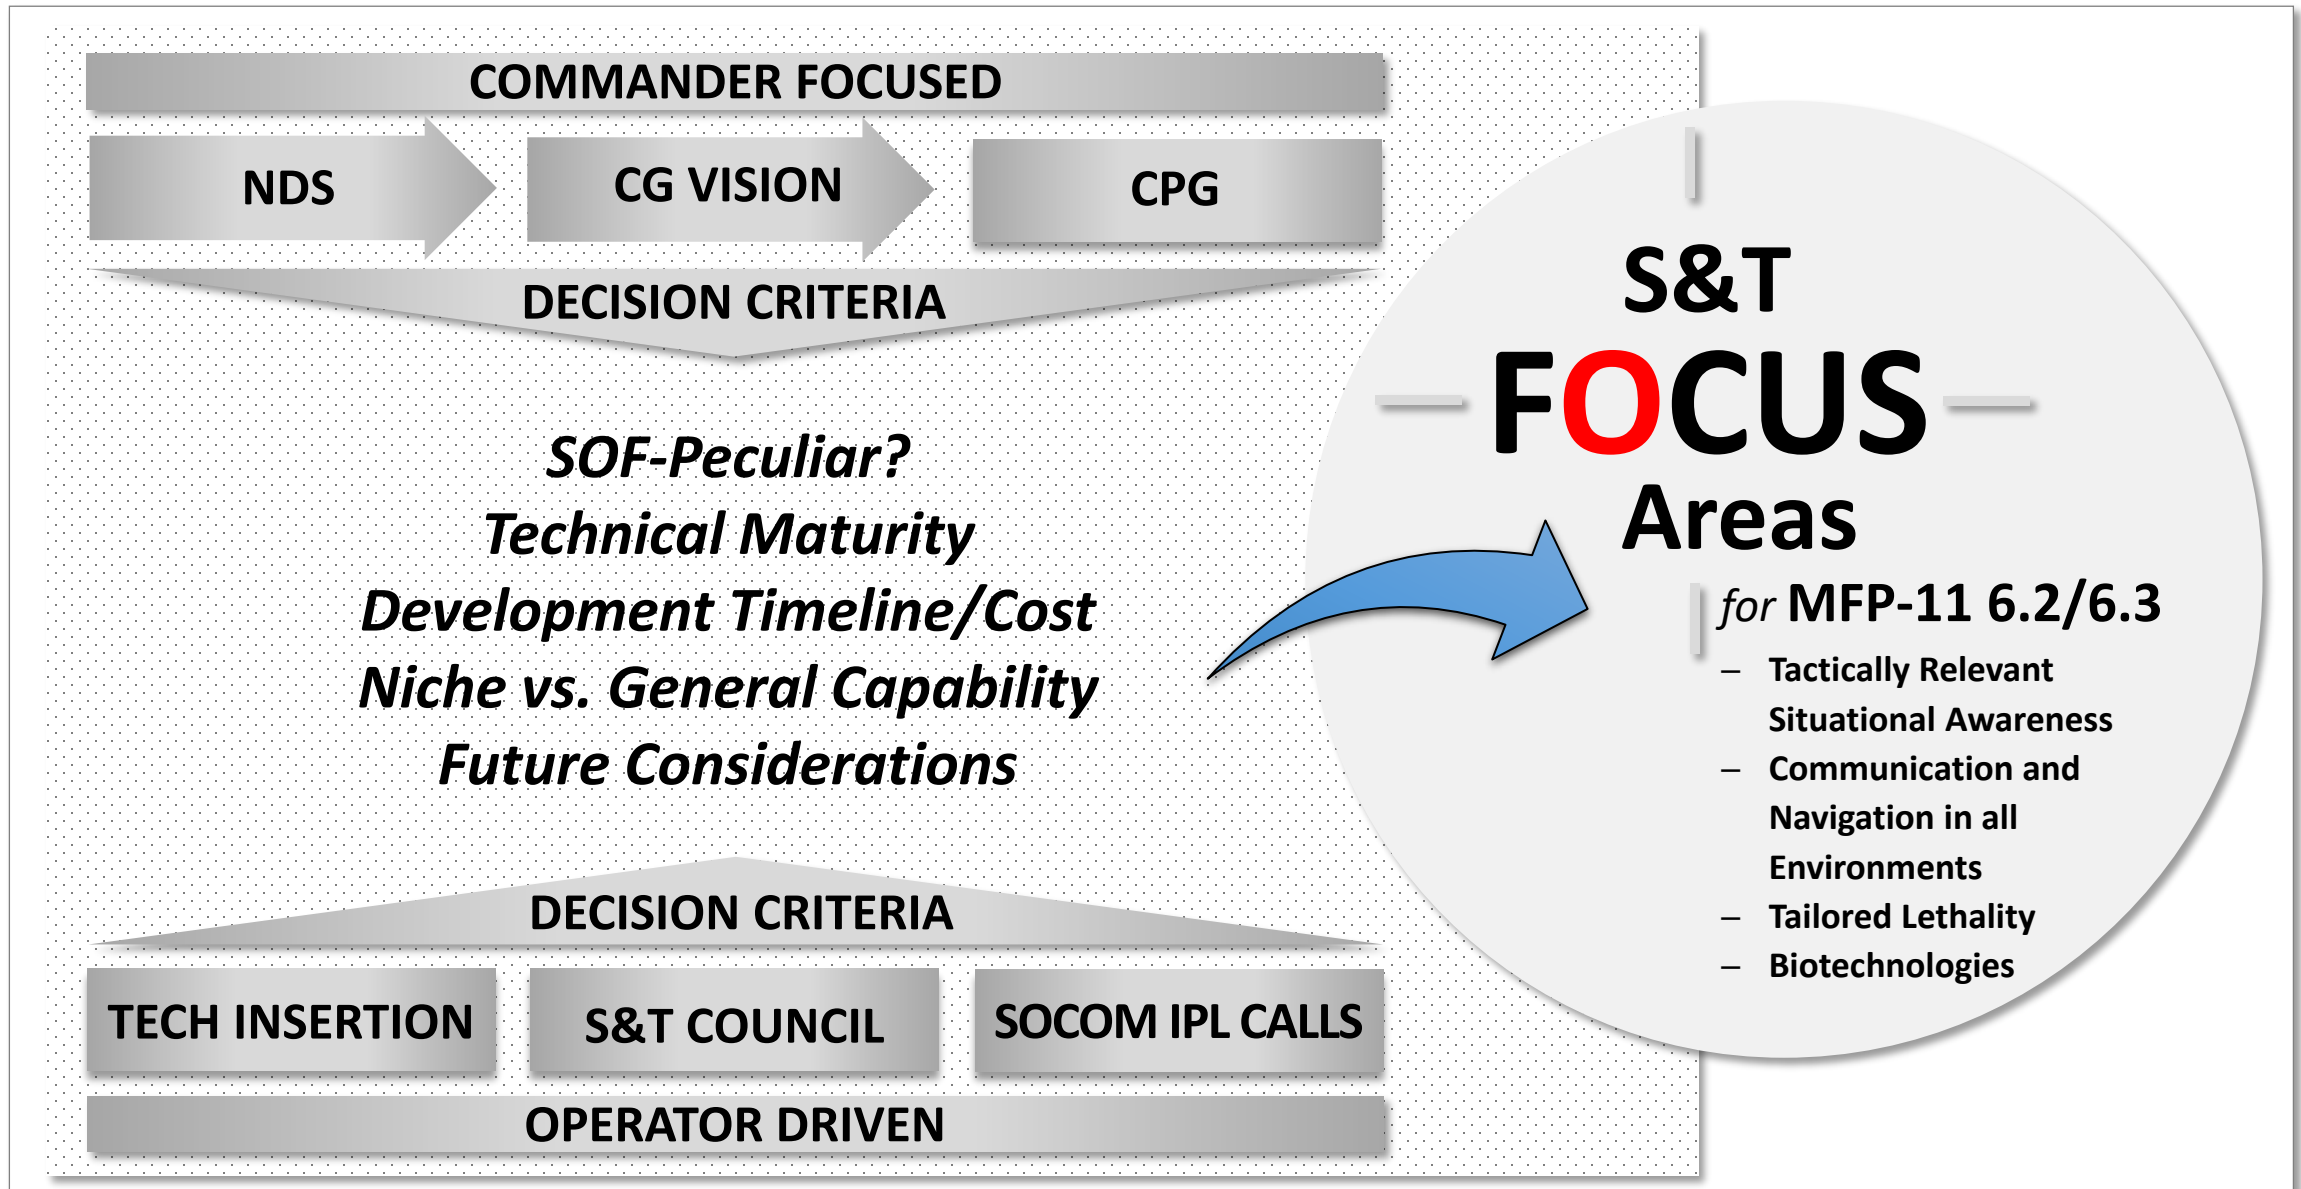 COMMANDER FOCUSED
NDS
CG VISION
CPG
DECISION CRITERIA
SOF-Peculiar?
Technical Maturity
Development Timeline/Cost
Niche vs. General Capability
Future Considerations
DECISION CRITERIA
TECH INSERTION
S&T COUNCIL
SOCOM IPL CALLS
OPERATOR DRIVEN
S&T
FOCUS
Areas
for MFP-11 6.2/6.3
– Tactically Relevant
Situational Awareness
– Communication and
Navigation in all
Environments
– Tailored Lethality
– Biotechnologies